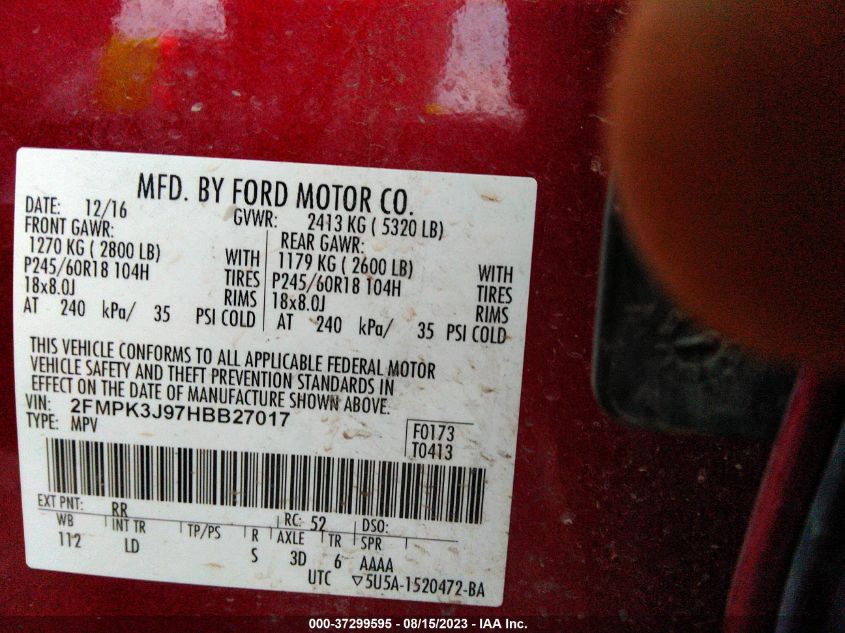 MFD. BY FORD MOTOR CO.
DATE: 12/16 GVWR: 2413 KG ( 5320 LB)
FRONT GAWR: REAR GAWR:
1270 KG ( 2800 LB) WITH 1179 KG ( 2600 LB) WITH
P245/60R18 104H TIRES P245/60R18 104H TIRES
18x8.0J RIMS 18x8.0J RIMS
AT 240 kPa/ 35 PSI COLD AT 240 kPa/ 35 PSI COLD
THIS VEHICLE CONFORMS TO ALL APPLICABLE FEDERAL MOTOR
VEHICLE SAFETY AND THEFT PREVENTION STANDARDS IN
EFFECT ON THE DATE OF MANUFACTURE SHOWN ABOVE.
VIN: 2FMPK3J97HBB27017
TYPE: MPV F0173
T0413
EXT PNT: RR RC: 52 DSO:
WB INT TR TP/PS R AXLE TR SPR
112 LD S 3D 6 AAAA
UTC ▽5U5A-1520472-BA
000-37299595 - 08/15/2023 - IAA Inc.